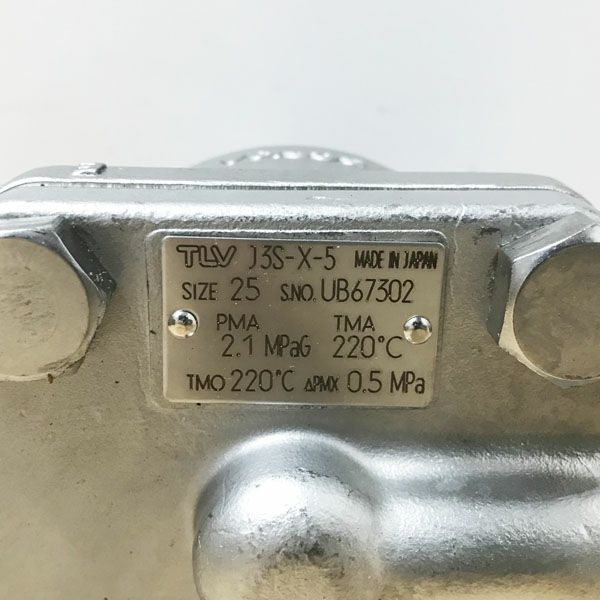 TLV J3S-X-5 MADE IN JAPAN
SIZE 25 S.NO. UB67302
PMA TMA
2.1 MPaG 220°C
TMO 220°C ΔPMX 0.5 MPa